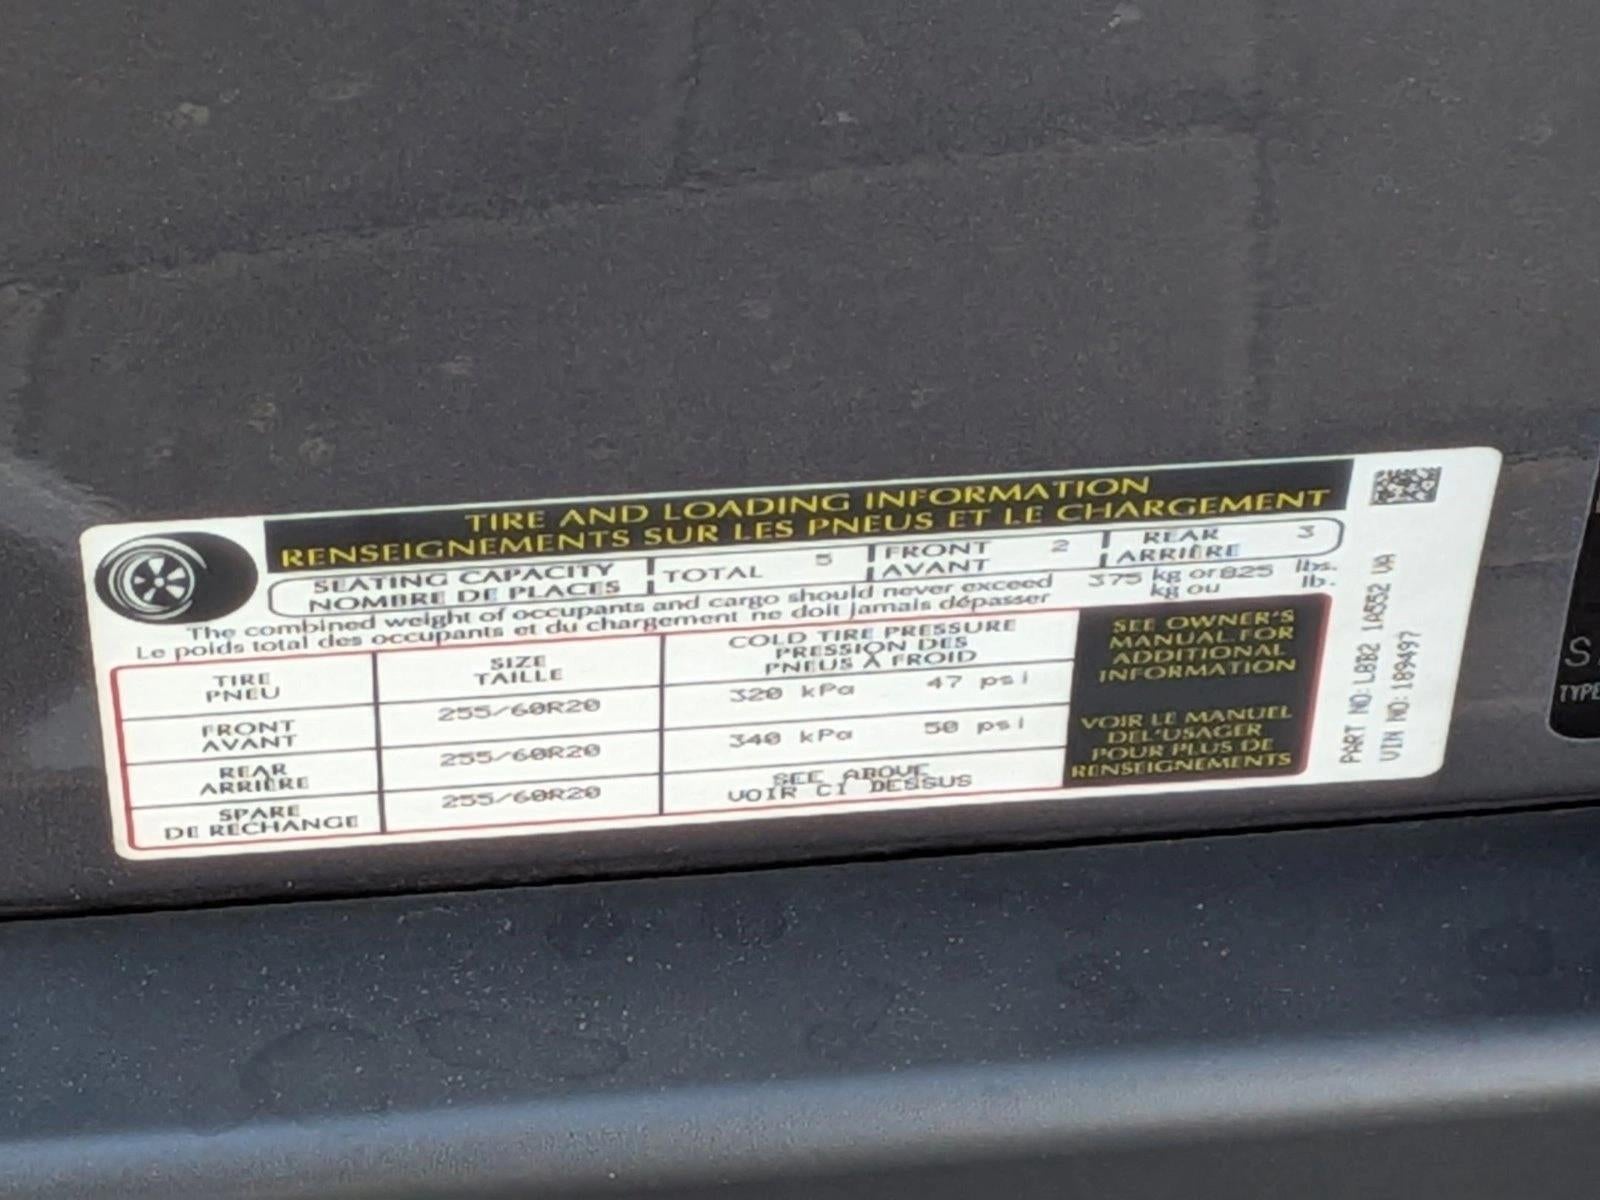 TIRE AND LOADING INFORMATION
RENSEIGNEMENTS SUR LES PNEUS ET LE CHARGEMENT
SEATING CAPACITY
NOMBRE DE PLACES
TOTAL 5
FRONT
AVANT
2
REAR
ARRIÈRE
3
The combined weight of occupants and cargo should never exceed 375 kg or 825 lbs.
Le poids total des occupants et du chargement ne doit jamais dépasser kg ou lb.
TIRE
PNEU
SIZE
TAILLE
COLD TIRE PRESSURE
PRESSION DES
PNEUS À FROID
FRONT
AVANT
255/60R20
320 kPa 47 psi
REAR
ARRIÈRE
255/60R20
340 kPa 50 psi
SPARE
DE RECHANGE
255/60R20
SEE ABOVE
VOIR CI DESSUS
SEE OWNER'S
MANUAL FOR
ADDITIONAL
INFORMATION
VOIR LE MANUEL
DEL'USAGER
POUR PLUS DE
RENSEIGNEMENTS
PART NO: L8B2 1A552 VA
VIN NO: 189497
TYPE